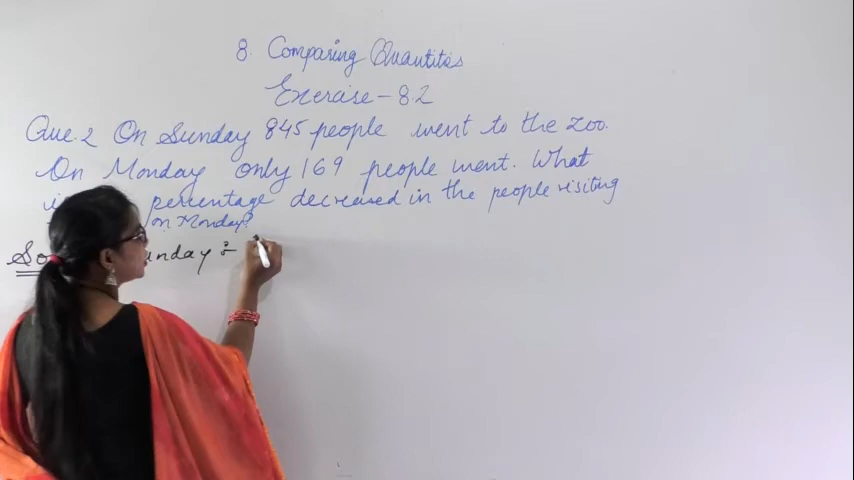 8. Comparing Quantities
Exercise - 8.2
Que. 2 On Sunday 845 people went to the zoo.
On Monday only 169 people went. What
percentage decreased in the people visiting
on Monday?
:-